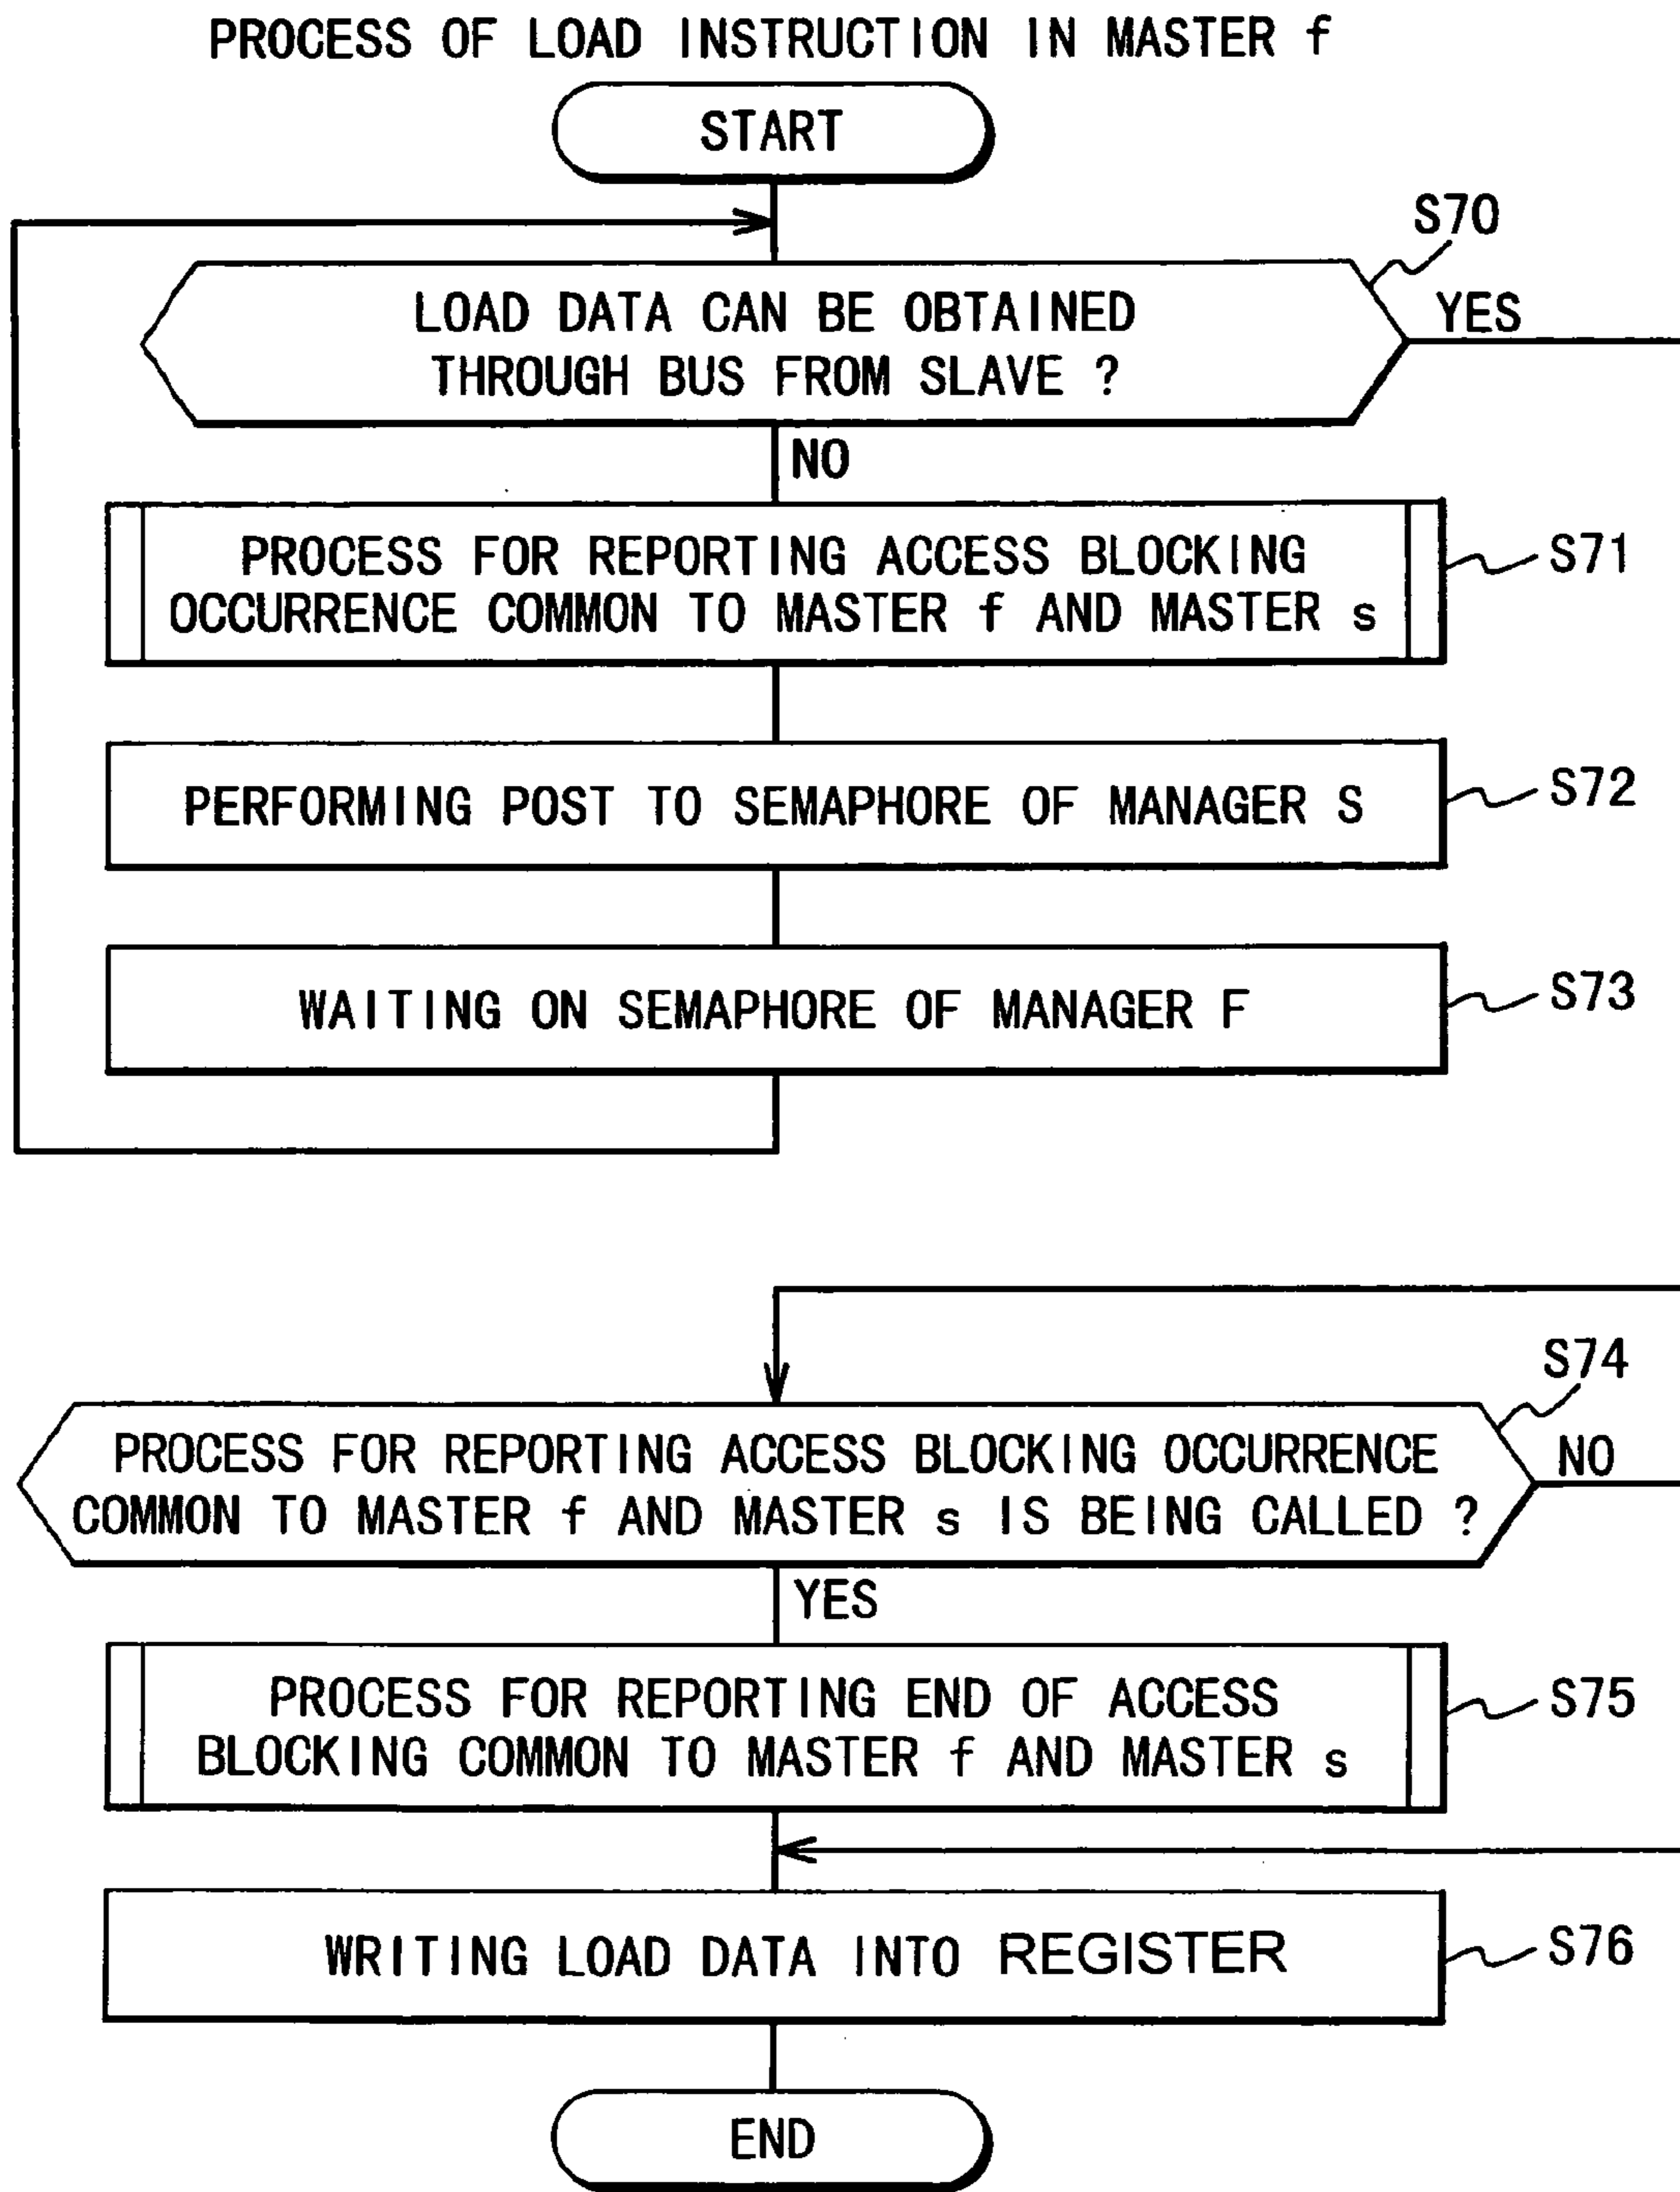 PROCESS OF LOAD INSTRUCTION IN MASTER f
START
S70
LOAD DATA CAN BE OBTAINED
THROUGH BUS FROM SLAVE ?
YES
NO
PROCESS FOR REPORTING ACCESS BLOCKING
OCCURRENCE COMMON TO MASTER f AND MASTER s
S71
PERFORMING POST TO SEMAPHORE OF MANAGER S
S72
WAITING ON SEMAPHORE OF MANAGER F
S73
S74
PROCESS FOR REPORTING ACCESS BLOCKING OCCURRENCE
COMMON TO MASTER f AND MASTER s IS BEING CALLED ?
NO
YES
PROCESS FOR REPORTING END OF ACCESS
BLOCKING COMMON TO MASTER f AND MASTER s
S75
WRITING LOAD DATA INTO REGISTER
S76
END